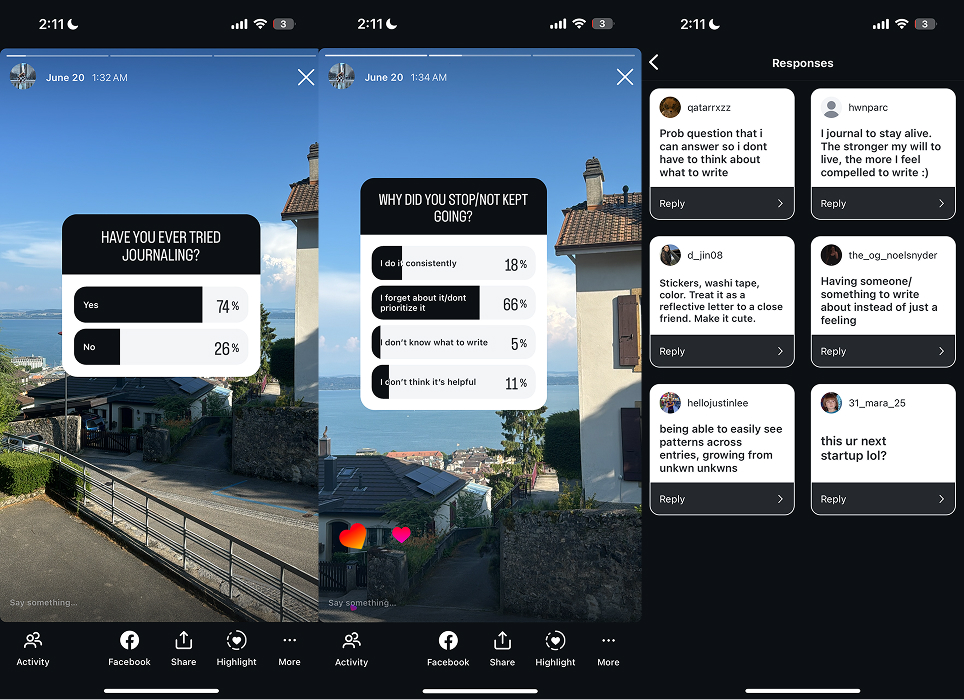 2:11
3
June 20 1:32 AM
HAVE YOU EVER TRIED
JOURNALING?
Yes
74%
No
26%
Say something...
Activity
Facebook
Share
Highlight
More
2:11
3
June 20 1:34 AM
WHY DID YOU STOP/NOT KEPT
GOING?
I do it consistently
18%
I forget about it/dont
prioritize it
66%
I don't know what to write
5%
I don't think it's helpful
11%
Say something...
Activity
Facebook
Share
Highlight
More
2:11
3
Responses
qatarrxzz
Prob question that i
can answer so i dont
have to think about
what to write
Reply
hwnparc
I journal to stay alive.
The stronger my will to
live, the more I feel
compelled to write :)
Reply
d_jin08
Stickers, washi tape,
color. Treat it as a
reflective letter to a close
friend. Make it cute.
Reply
the_og_noelsnyder
Having someone/
something to write
about instead of just a
feeling
Reply
hellojustinlee
being able to easily see
patterns across
entries, growing from
unkwn unkwns
Reply
31_mara_25
this ur next
startup lol?
Reply